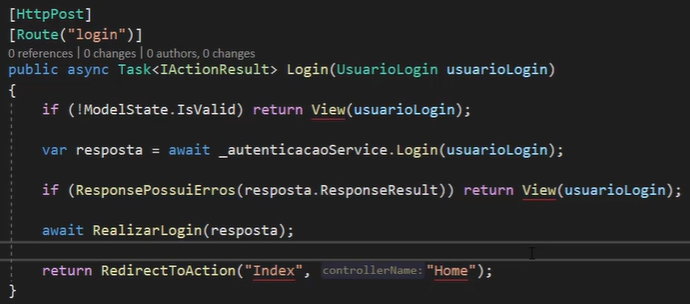 [HttpPost]
[Route("login")]
0 references | 0 changes | 0 authors, 0 changes
public async Task<IActionResult> Login(UsuarioLogin usuarioLogin)
{
if (!ModelState.IsValid) return View(usuarioLogin);
var resposta = await _autenticacaoService.Login(usuarioLogin);
if (ResponsePossuiErros(resposta.ResponseResult)) return View(usuarioLogin);
await RealizarLogin(resposta);
return RedirectToAction("Index", controllerName: "Home");
}